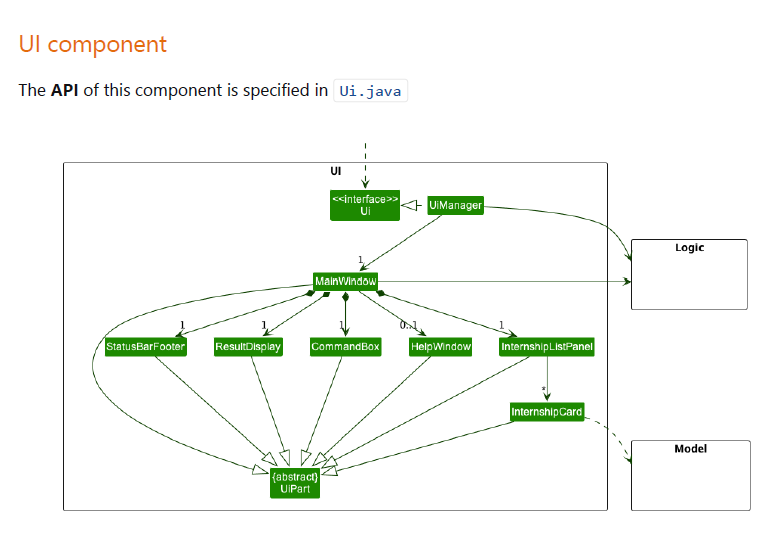 UI component
The API of this component is specified in Ui.java
UI
<<interface>>
Ui
UiManager
Logic
1
MainWindow
1
1
1
0..1
1
StatusBarFooter
ResultDisplay
CommandBox
HelpWindow
InternshipListPanel
*
InternshipCard
Model
{abstract}
UiPart